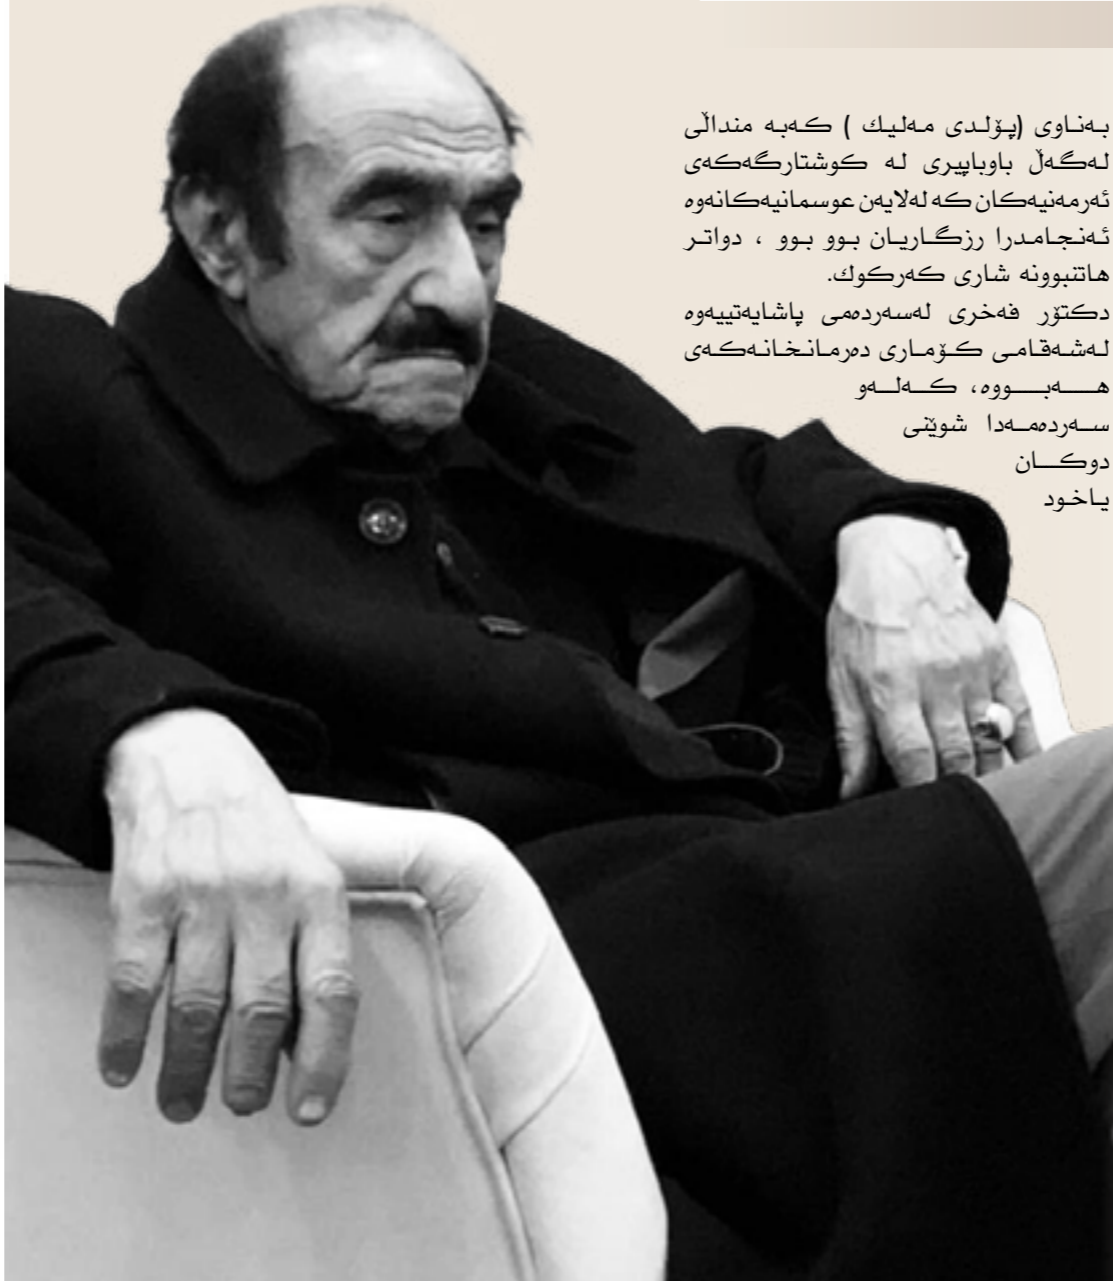 بەناوی (پۆلدی مەلیك ) کەبە منداڵی
لەگەڵ باوباپیری لە کوشتارگەکەی
ئەرمەنیەکان کە لەلایەن عوسمانیەکانەوە
ئەنجامدرا رزگاریان بوو بوو ، دواتر
هاتنبوونە شاری کەرکوك.
دکتۆر فەخری لەسەردەمی پاشایەتییەوە
لەشەقامی کۆماری دەرمانخانەکەی
هەبووە، کەلەو
سەردەمەدا شوێنی
دوکان
یاخود